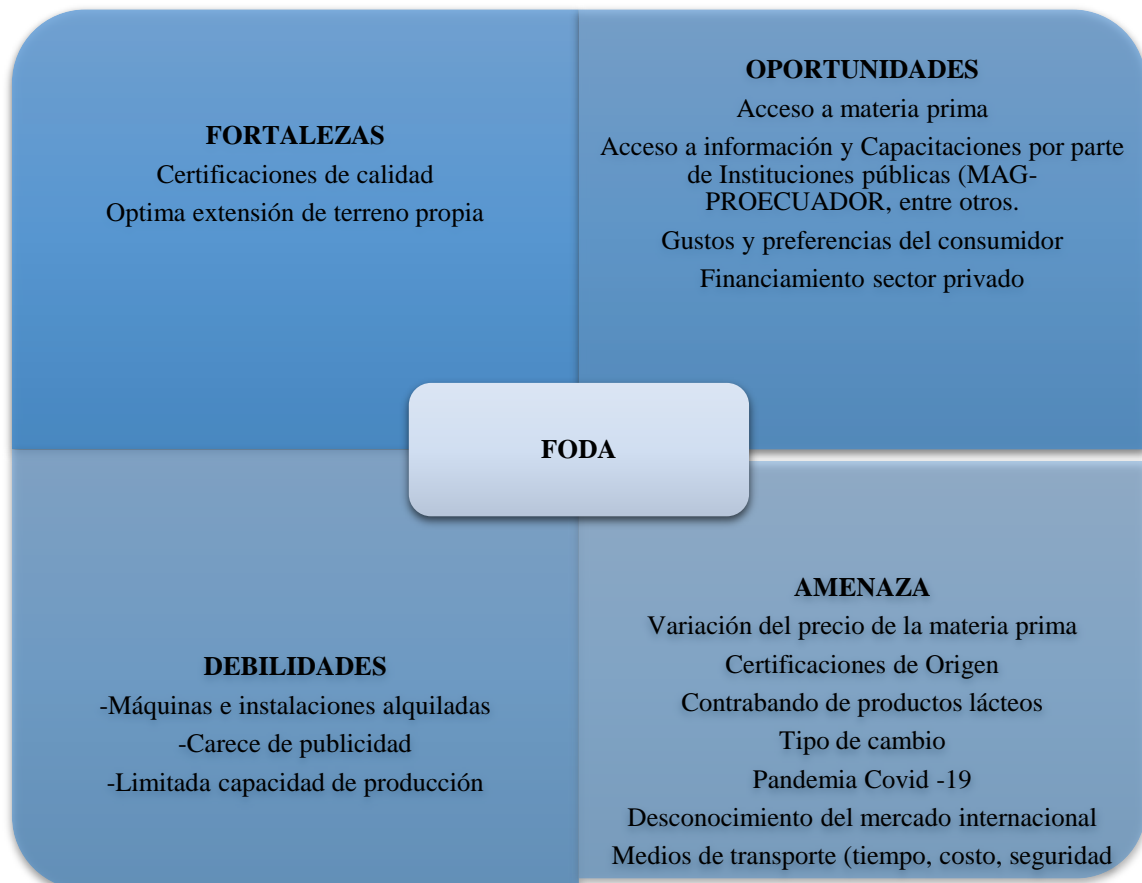 FORTALEZAS
Certificaciones de calidad
Optima extensión de terreno propia
OPORTUNIDADES
Acceso a materia prima
Acceso a información y Capacitaciones por parte
de Instituciones públicas (MAG-
PROECUADOR, entre otros.
Gustos y preferencias del consumidor
Financiamiento sector privado
FODA
DEBILIDADES
-Máquinas e instalaciones alquiladas
-Carece de publicidad
-Limitada capacidad de producción
AMENAZA
Variación del precio de la materia prima
Certificaciones de Origen
Contrabando de productos lácteos
Tipo de cambio
Pandemia Covid -19
Desconocimiento del mercado internacional
Medios de transporte (tiempo, costo, seguridad